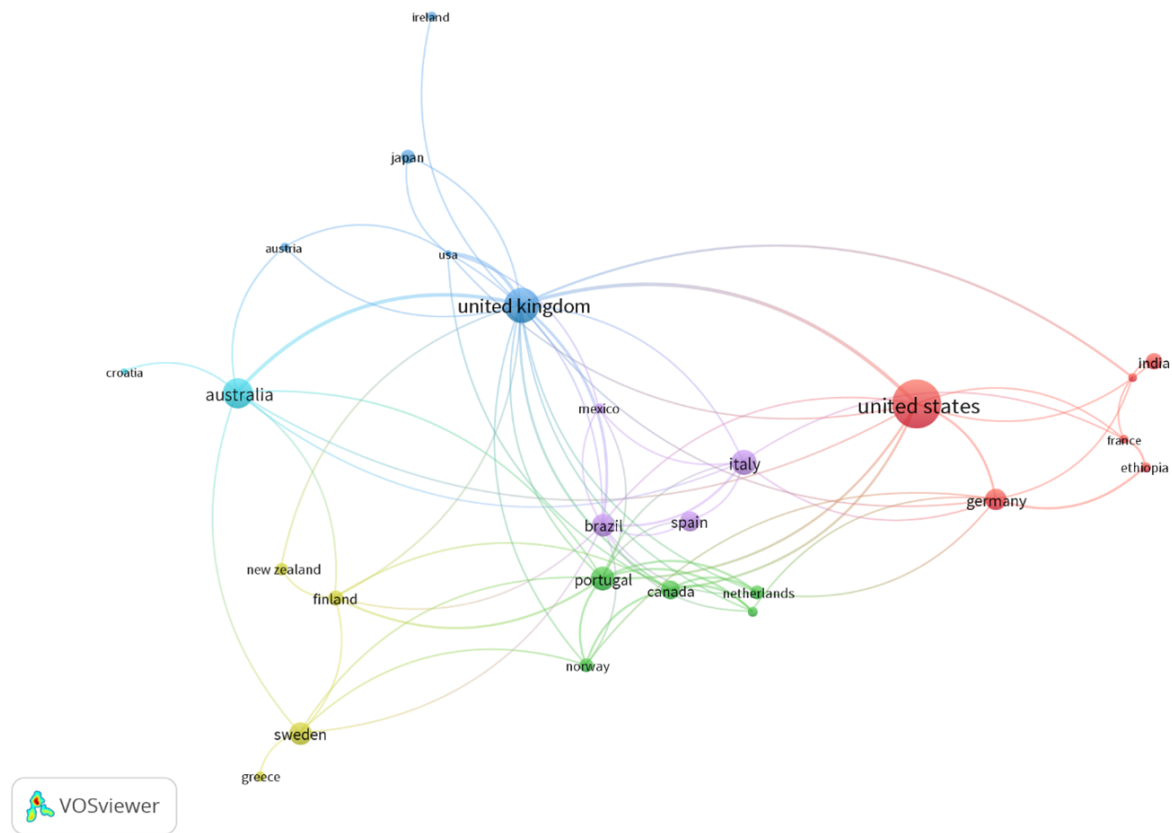 ireland
japan
austria
usa
united kingdom
india
croatia
australia
mexico
united states
france
italy
ethiopia
germany
brazil
spain
new zealand
portugal
canada
netherlands
finland
norway
sweden
greece
VOSviewer